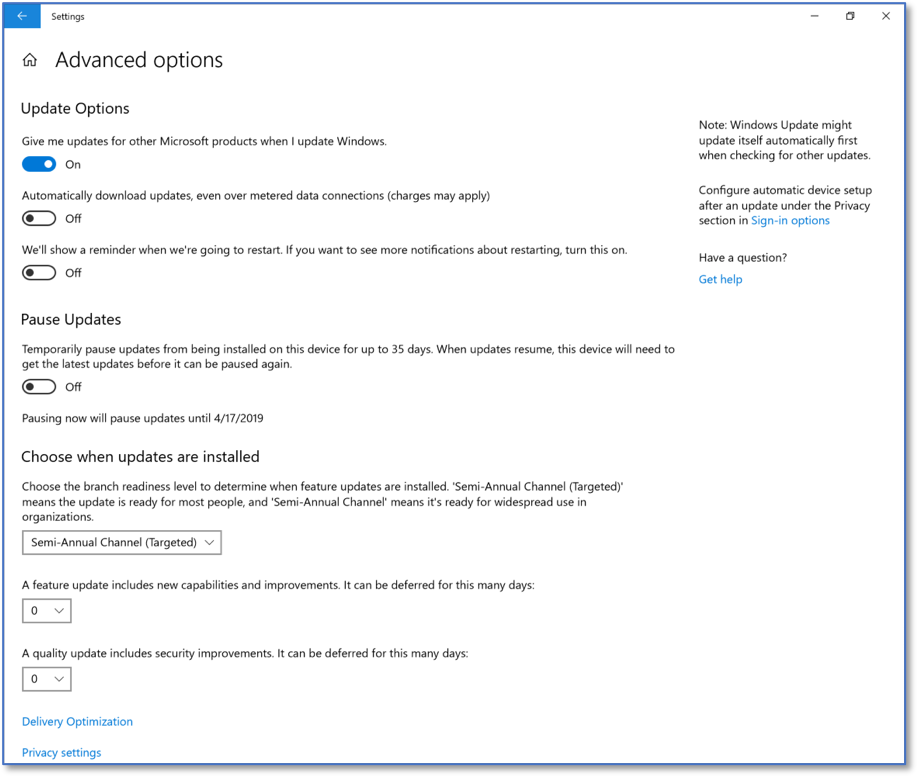 Settings
Advanced options
Update Options
Give me updates for other Microsoft products when I update Windows.
On
Automatically download updates, even over metered data connections (charges may apply)
Off
We'll show a reminder when we're going to restart. If you want to see more notifications about restarting, turn this on.
Off
Pause Updates
Temporarily pause updates from being installed on this device for up to 35 days. When updates resume, this device will need to
get the latest updates before it can be paused again.
Off
Pausing now will pause updates until 4/17/2019
Choose when updates are installed
Choose the branch readiness level to determine when feature updates are installed. 'Semi-Annual Channel (Targeted)'
means the update is ready for most people, and 'Semi-Annual Channel' means it's ready for widespread use in
organizations.
Semi-Annual Channel (Targeted)
A feature update includes new capabilities and improvements. It can be deferred for this many days:
0
A quality update includes security improvements. It can be deferred for this many days:
0
Delivery Optimization
Privacy settings
Note: Windows Update might
update itself automatically first
when checking for other updates.
Configure automatic device setup
after an update under the Privacy
section in Sign-in options
Have a question?
Get help